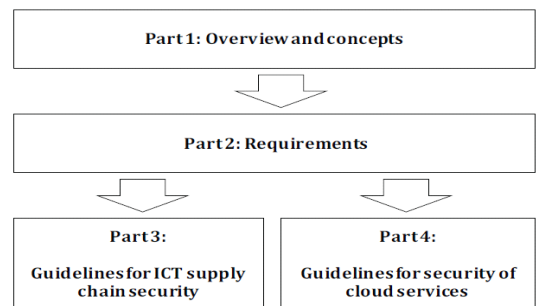 Part 1: Overview and concepts
Part 2: Requirements
Part 3:
Guidelines for ICT supply
chain security
Part 4:
Guidelines for security of
cloud services